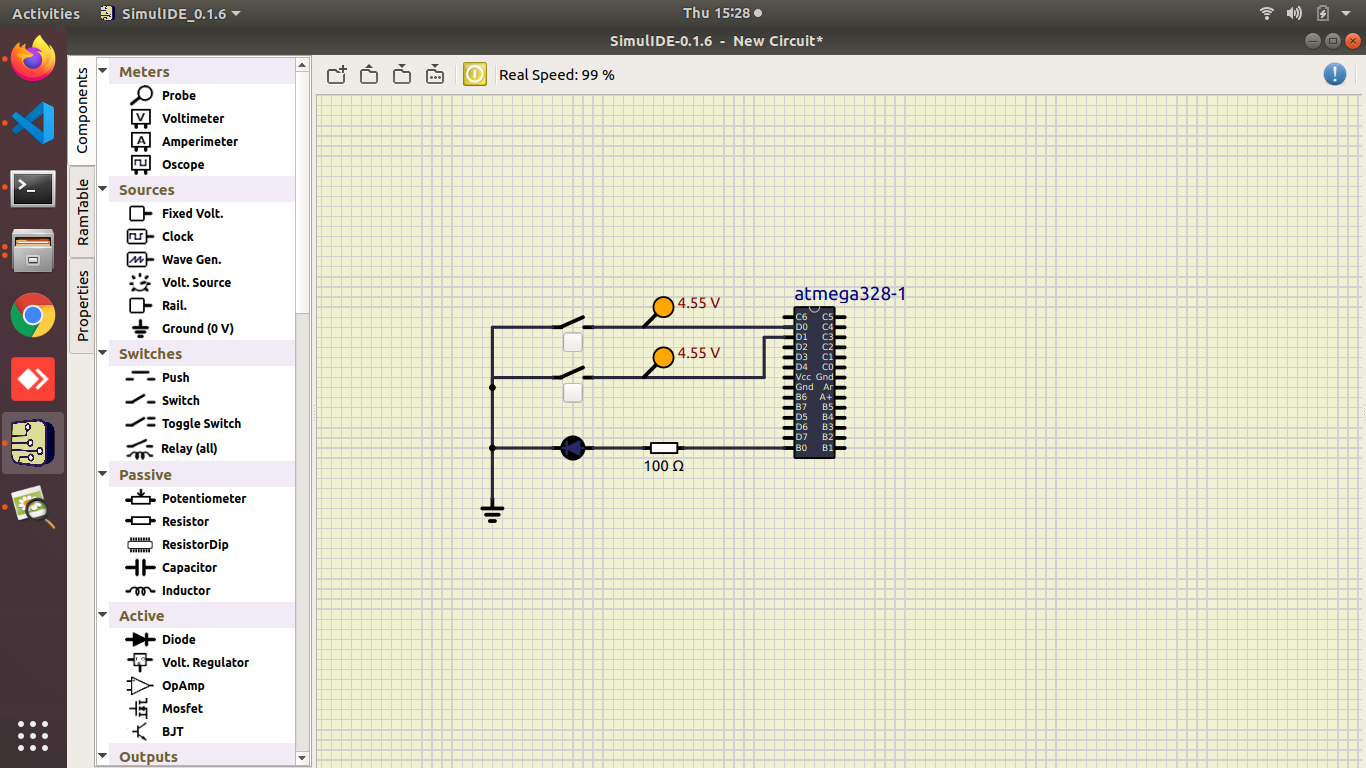 Activities
SimulIDE_0.1.6
Thu 15:28
SimulIDE-0.1.6 - New Circuit*
Components
RamTable
Properties
Meters
Probe
Voltimeter
Amperimeter
Oscope
Sources
Fixed Volt.
Clock
Wave Gen.
Volt. Source
Rail.
Ground (0 V)
Switches
Push
Switch
Toggle Switch
Relay (all)
Passive
Potentiometer
Resistor
ResistorDip
Capacitor
Inductor
Active
Diode
Volt. Regulator
OpAmp
Mosfet
BJT
Outputs
Real Speed: 99 %
4.55 V
4.55 V
100 Ω
atmega328-1
C6 C5
D0 C4
D1 C3
D2 C2
D3 C1
D4 C0
Vcc Gnd
Gnd Ar
B6 A+
B7 B5
D5 B4
D6 B3
D7 B2
B0 B1